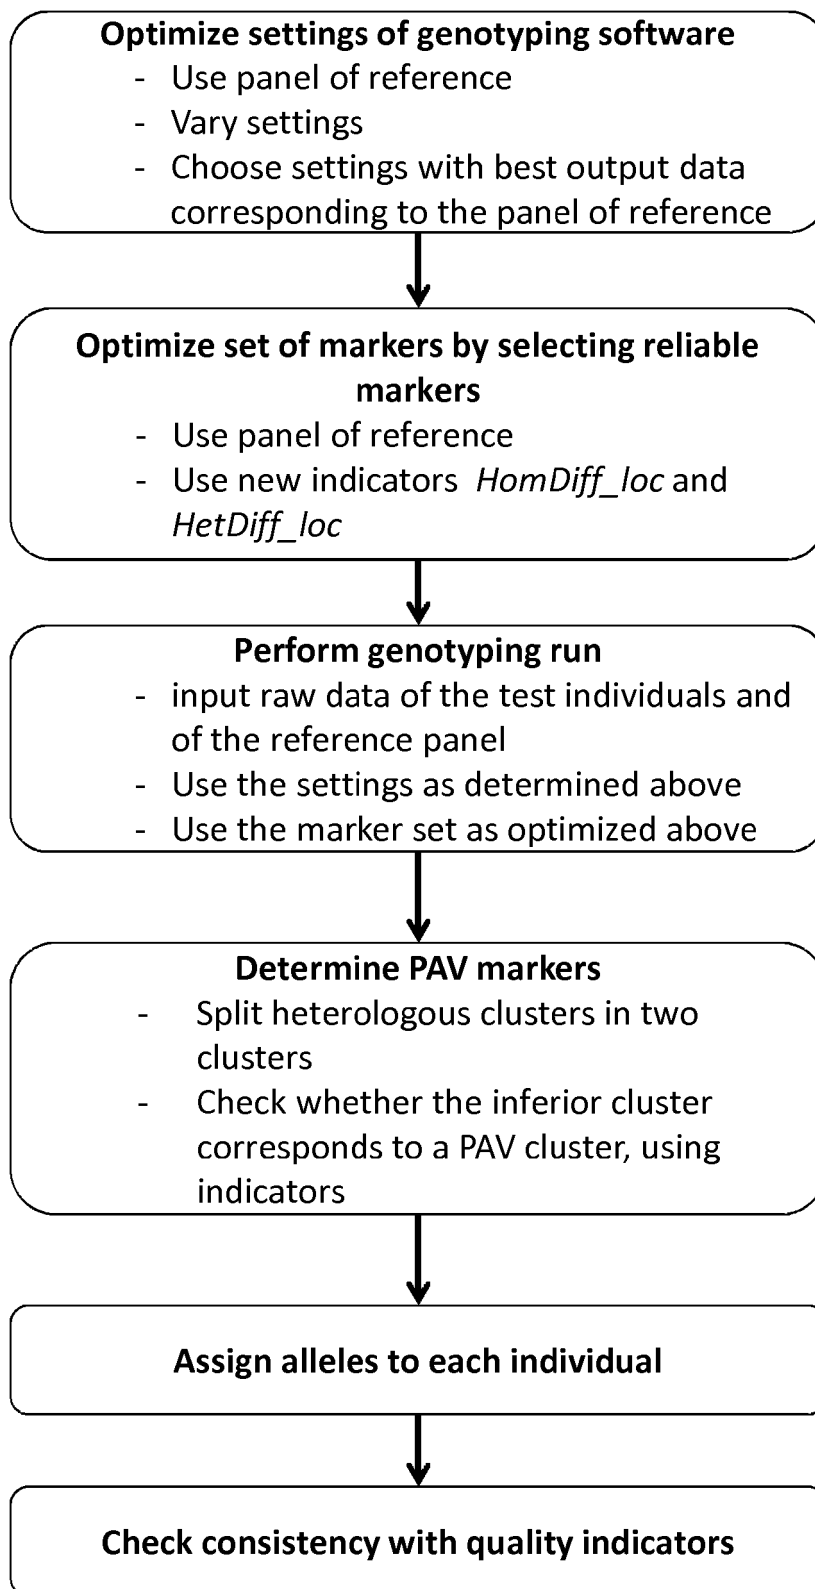 Optimize settings of genotyping software
- Use panel of reference
- Vary settings
- Choose settings with best output data
corresponding to the panel of reference
Optimize set of markers by selecting reliable
markers
- Use panel of reference
- Use new indicators HomDiff_loc and
HetDiff_loc
Perform genotyping run
- input raw data of the test individuals and
of the reference panel
- Use the settings as determined above
- Use the marker set as optimized above
Determine PAV markers
- Split heterologous clusters in two
clusters
- Check whether the inferior cluster
corresponds to a PAV cluster, using
indicators
Assign alleles to each individual
Check consistency with quality indicators